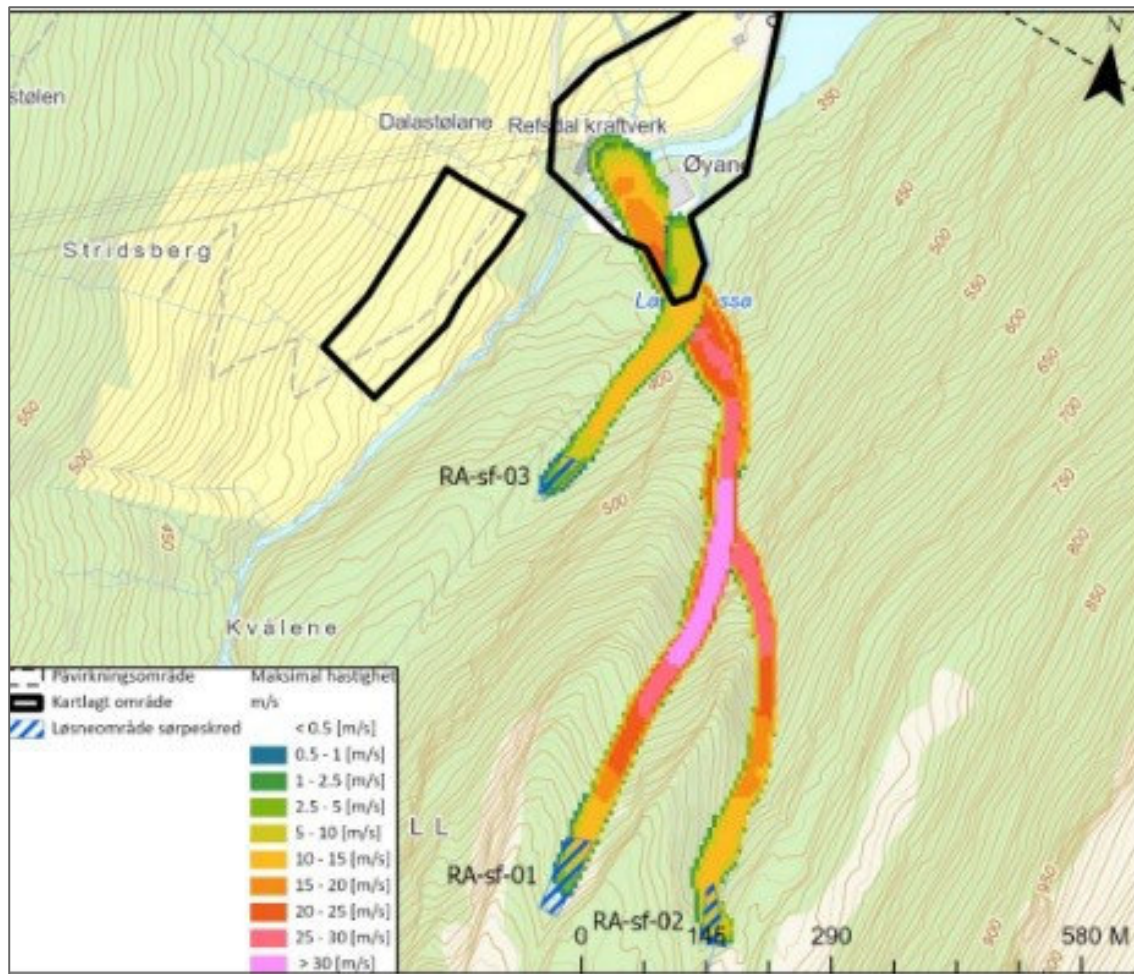 N
350
stølen
Dalastølane
Refsdal kraftverk
Øyane
450
Stridsberg
500
550
600
650
400
700
550
500
RA-sf-03
500
750
450
800
850
Kvålene
Påvirkningsområde
Maksimal hastighet
Kartlagt område
m/s
Løsneområde sørpeskred
< 0.5 [m/s]
0.5 - 1 [m/s]
1 - 2.5 [m/s]
2.5 - 5 [m/s]
5 - 10 [m/s]
L L
10 - 15 [m/s]
RA-sf-01
15 - 20 [m/s]
950
RA-sf-02
20 - 25 [m/s]
900
0 145 290 580 M
25 - 30 [m/s]
> 30 [m/s]